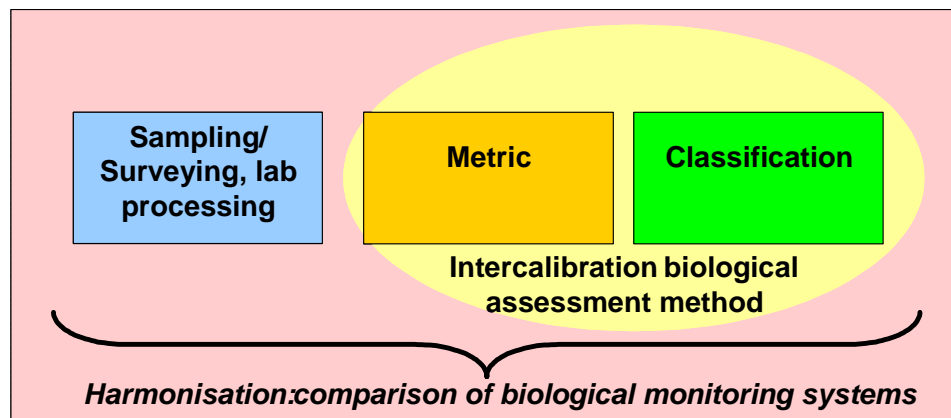 Sampling/
Surveying, lab
processing
Metric
Classification
Intercalibration biological
assessment method
Harmonisation:comparison of biological monitoring systems